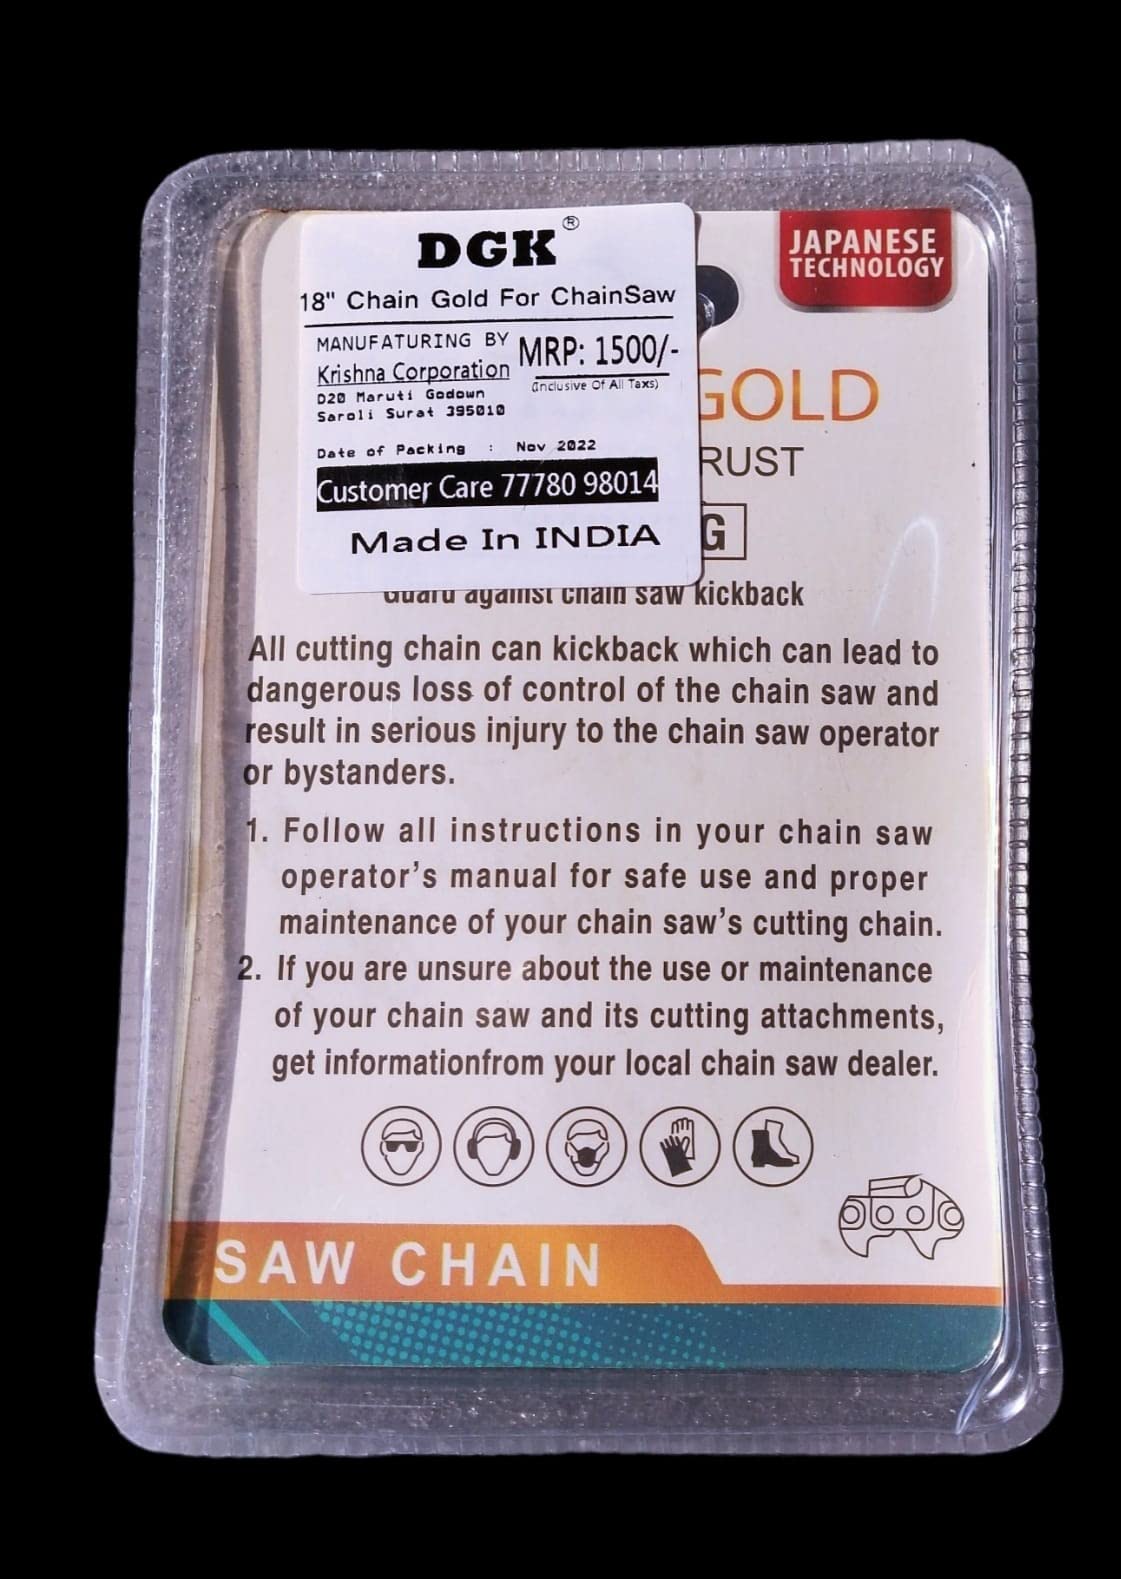 DGK ®
18" Chain Gold For ChainSaw
MANUFATURING BY
Krishna Corporation
D20 Maruti Godown
Saroli Surat 395010
MRP: 1500/-
(Inclusive Of All Taxs)
Date of Packing : Nov 2022
Customer Care 77780 98014
Made In INDIA
JAPANESE
TECHNOLOGY
GOLD
RUST
G
Guard against chain saw kickback
All cutting chain can kickback which can lead to
dangerous loss of control of the chain saw and
result in serious injury to the chain saw operator
or bystanders.
1. Follow all instructions in your chain saw
operator's manual for safe use and proper
maintenance of your chain saw's cutting chain.
2. If you are unsure about the use or maintenance
of your chain saw and its cutting attachments,
get informationfrom your local chain saw dealer.
SAW CHAIN